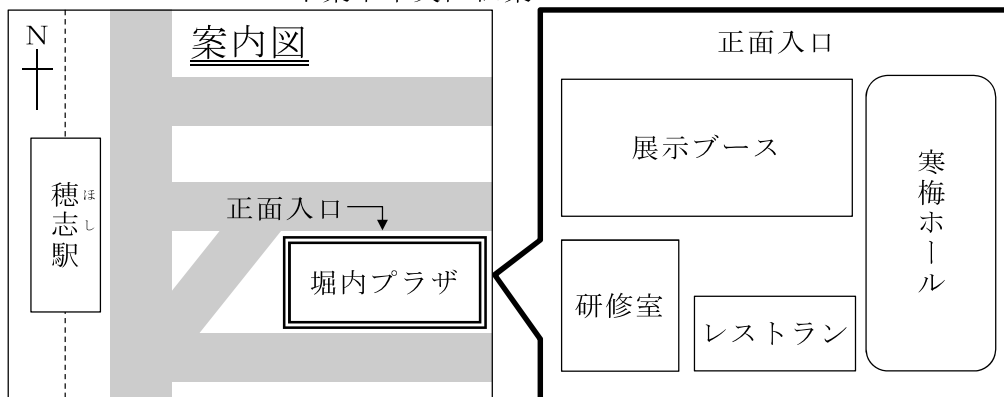 N
案内図
穂志駅
ほし
正面入口
堀内プラザ
正面入口
展示ブース
寒梅ホール
研修室
レストラン